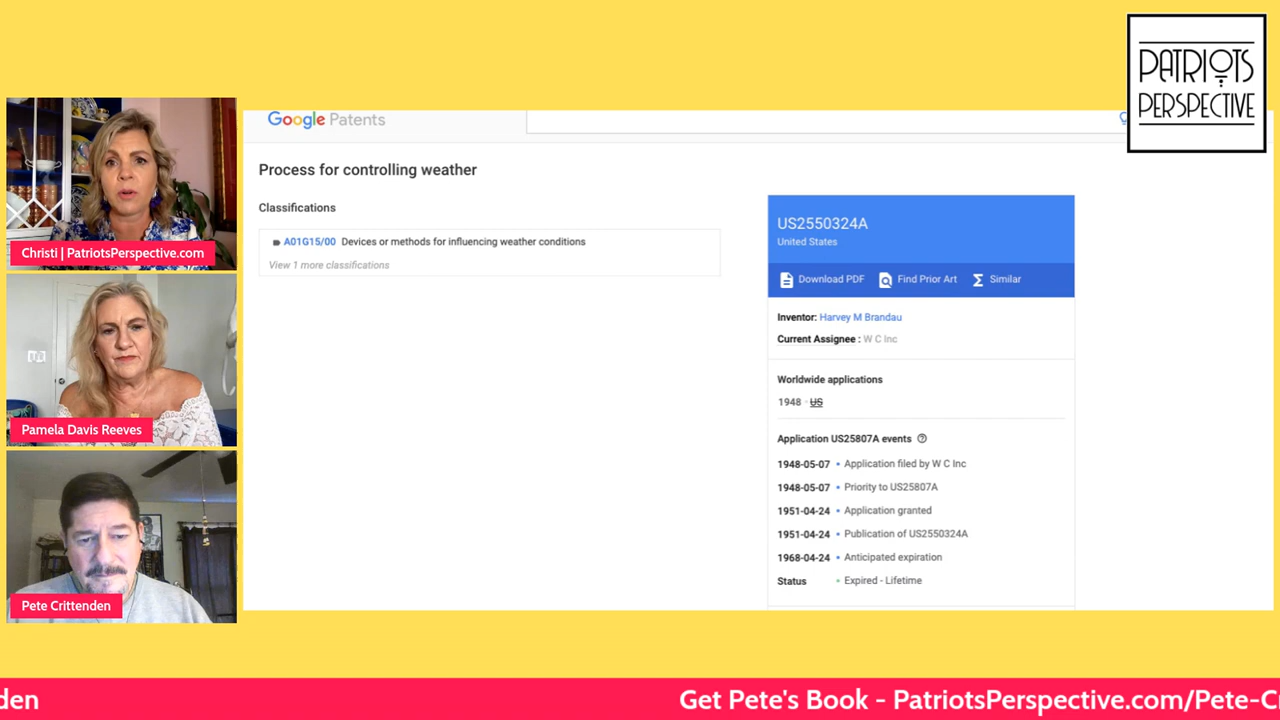 PATRIOTS
PERSPECTIVE
Google Patents
Process for controlling weather
Classifications
A01G15/00 Devices or methods for influencing weather conditions
View 1 more classifications
US2550324A
United States
Download PDF Find Prior Art Similar
Inventor: Harvey M Brandau
Current Assignee : W C Inc
Worldwide applications
1948 · US
Application US25807A events
1948-05-07 • Application filed by W C Inc
1948-05-07 • Priority to US25807A
1951-04-24 • Application granted
1951-04-24 • Publication of US2550324A
1968-04-24 • Anticipated expiration
Status • Expired - Lifetime
Christi | PatriotsPerspective.com
Pamela Davis Reeves
Pete Crittenden
den Get Pete's Book - PatriotsPerspective.com/Pete-C